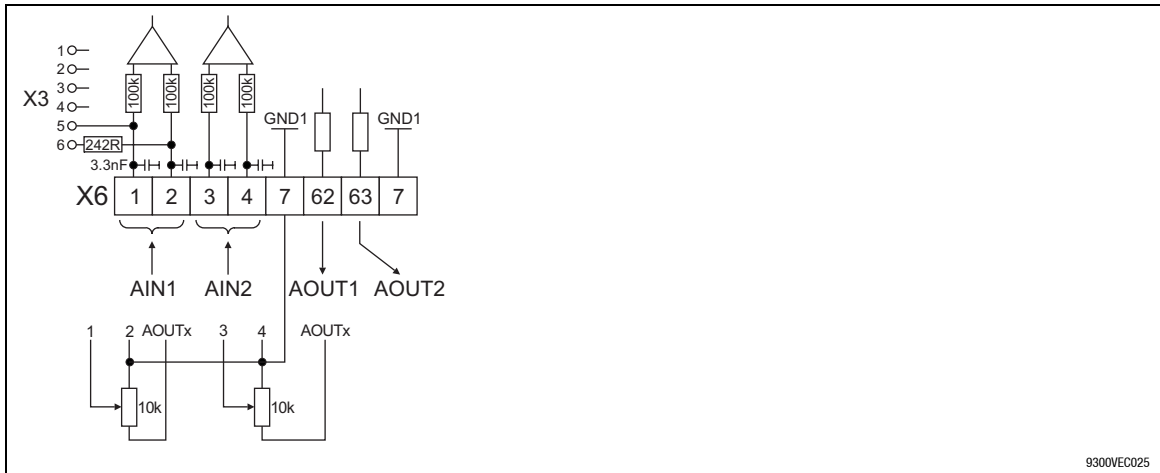 1
2
3
X3
4
5
6 242R
100k 100k 100k 100k
GND1 GND1
3.3nF
X6 1 2 3 4 7 62 63 7
AIN1 AIN2 AOUT1 AOUT2
1 2 AOUTx 3 4 AOUTx
10k 10k
9300VEC025